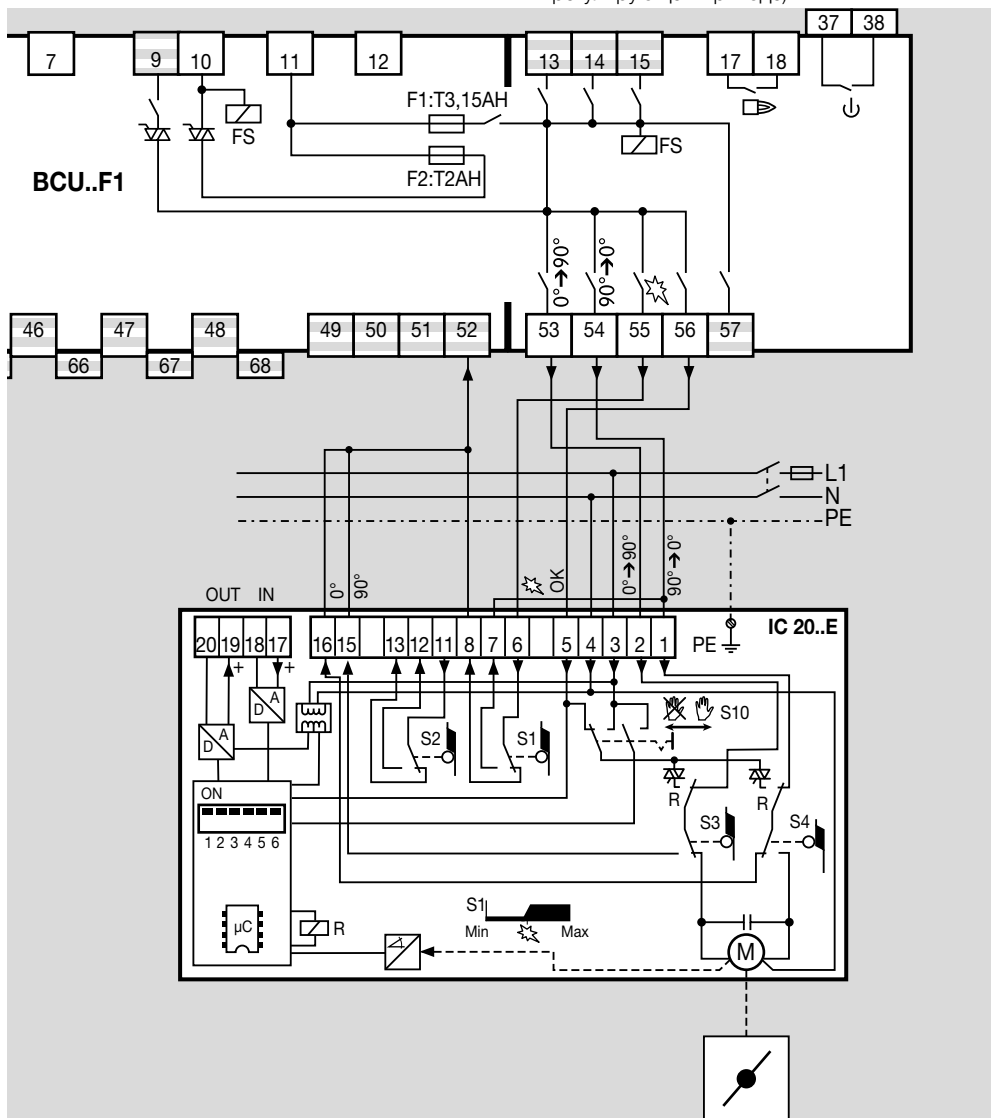 37 38
7 9 10 11 12 13 14 15 17 18
F1:T3,15AH
FS
FS
F2:T2AH
BCU..F1
0°➔90°
90°➔0°
46 47 48 49 50 51 52 53 54 55 56 57
66 67 68
L1
N
PE
0°
90°
OK
0°➔90°
90°➔0°
OUT IN
IC 20..E
20 19 18 17 16 15 13 12 11 8 7 6 5 4 3 2 1
PE
+ +
D A
D A
S10
S2
S1
ON
R
R
1 2 3 4 5 6
S3
S4
S1
Min Max
µC
R
M